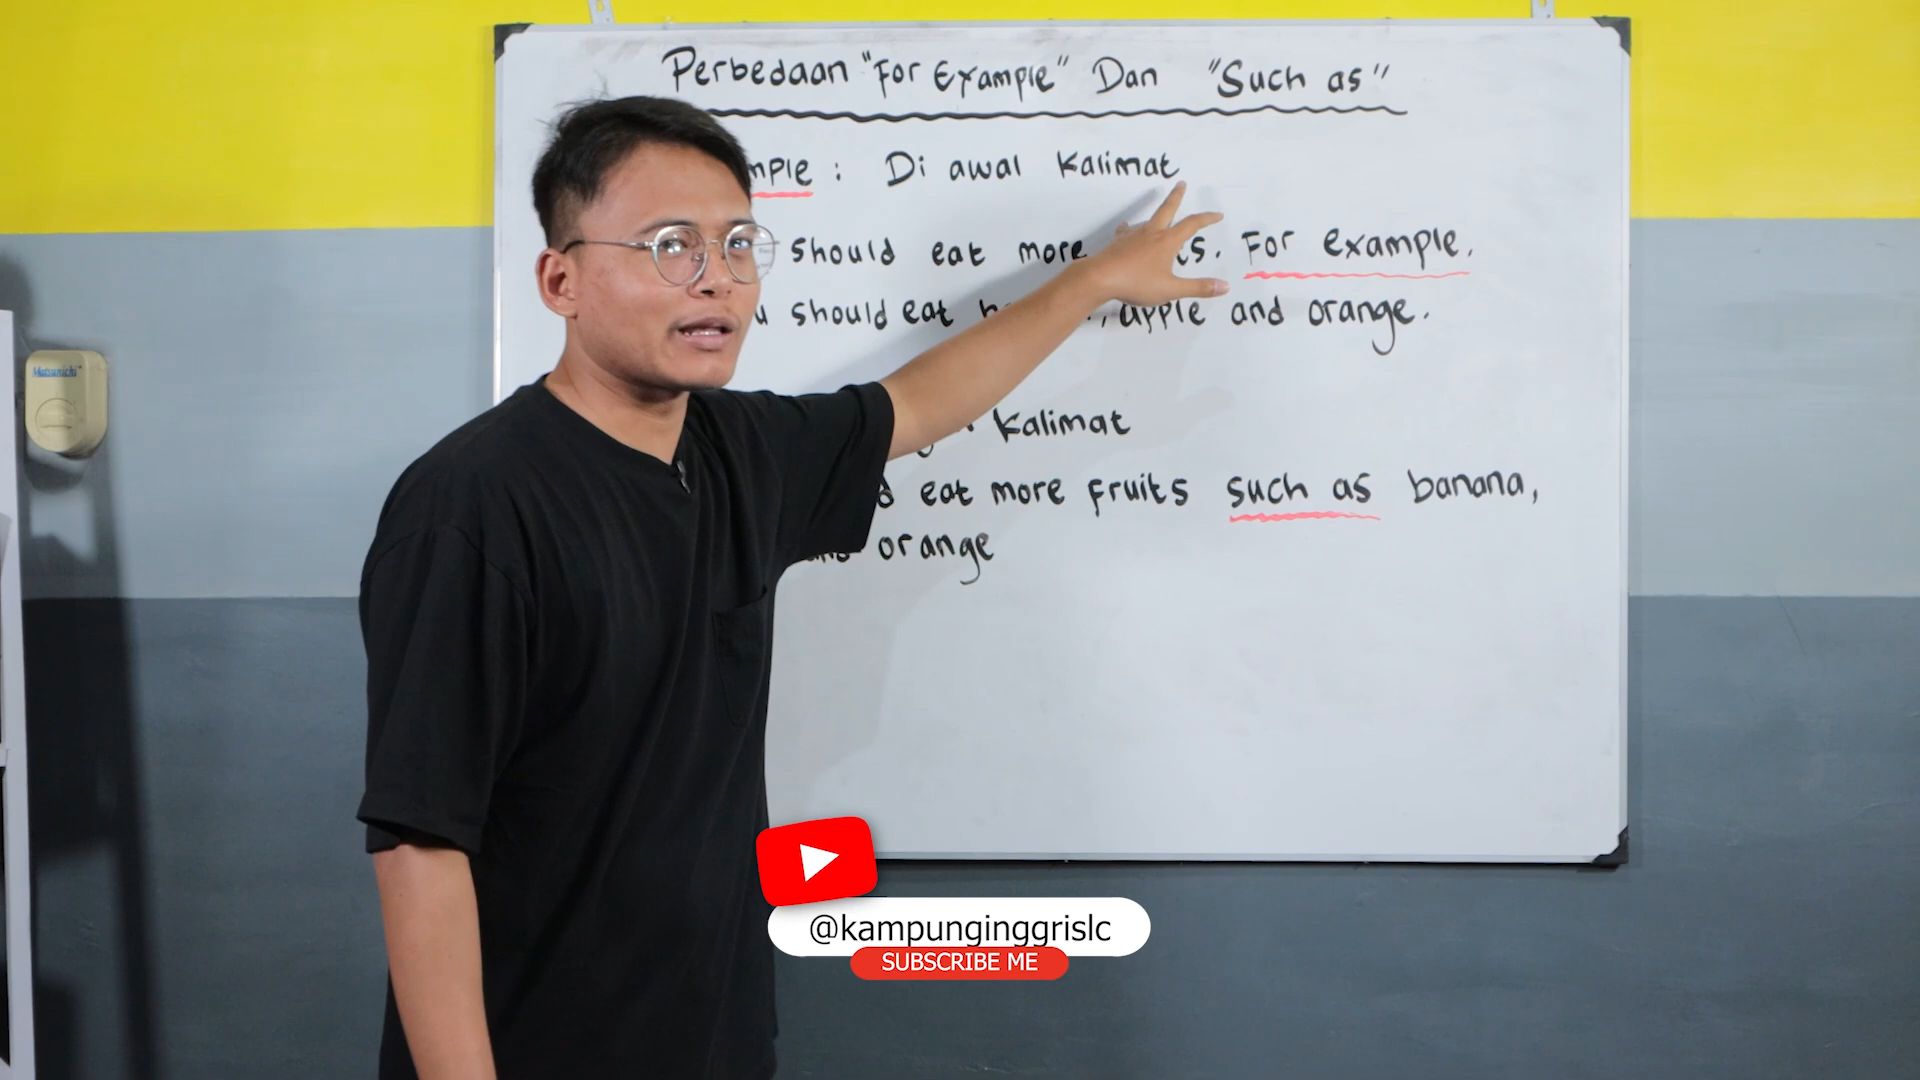 Perbedaan "For Example" Dan "Such as"
: Di awal Kalimat
should eat more For example.
should eat apple and orange.
Kalimat
eat more fruits such as banana,
orange
Matsunichi
@kampunginggrislc
SUBSCRIBE ME